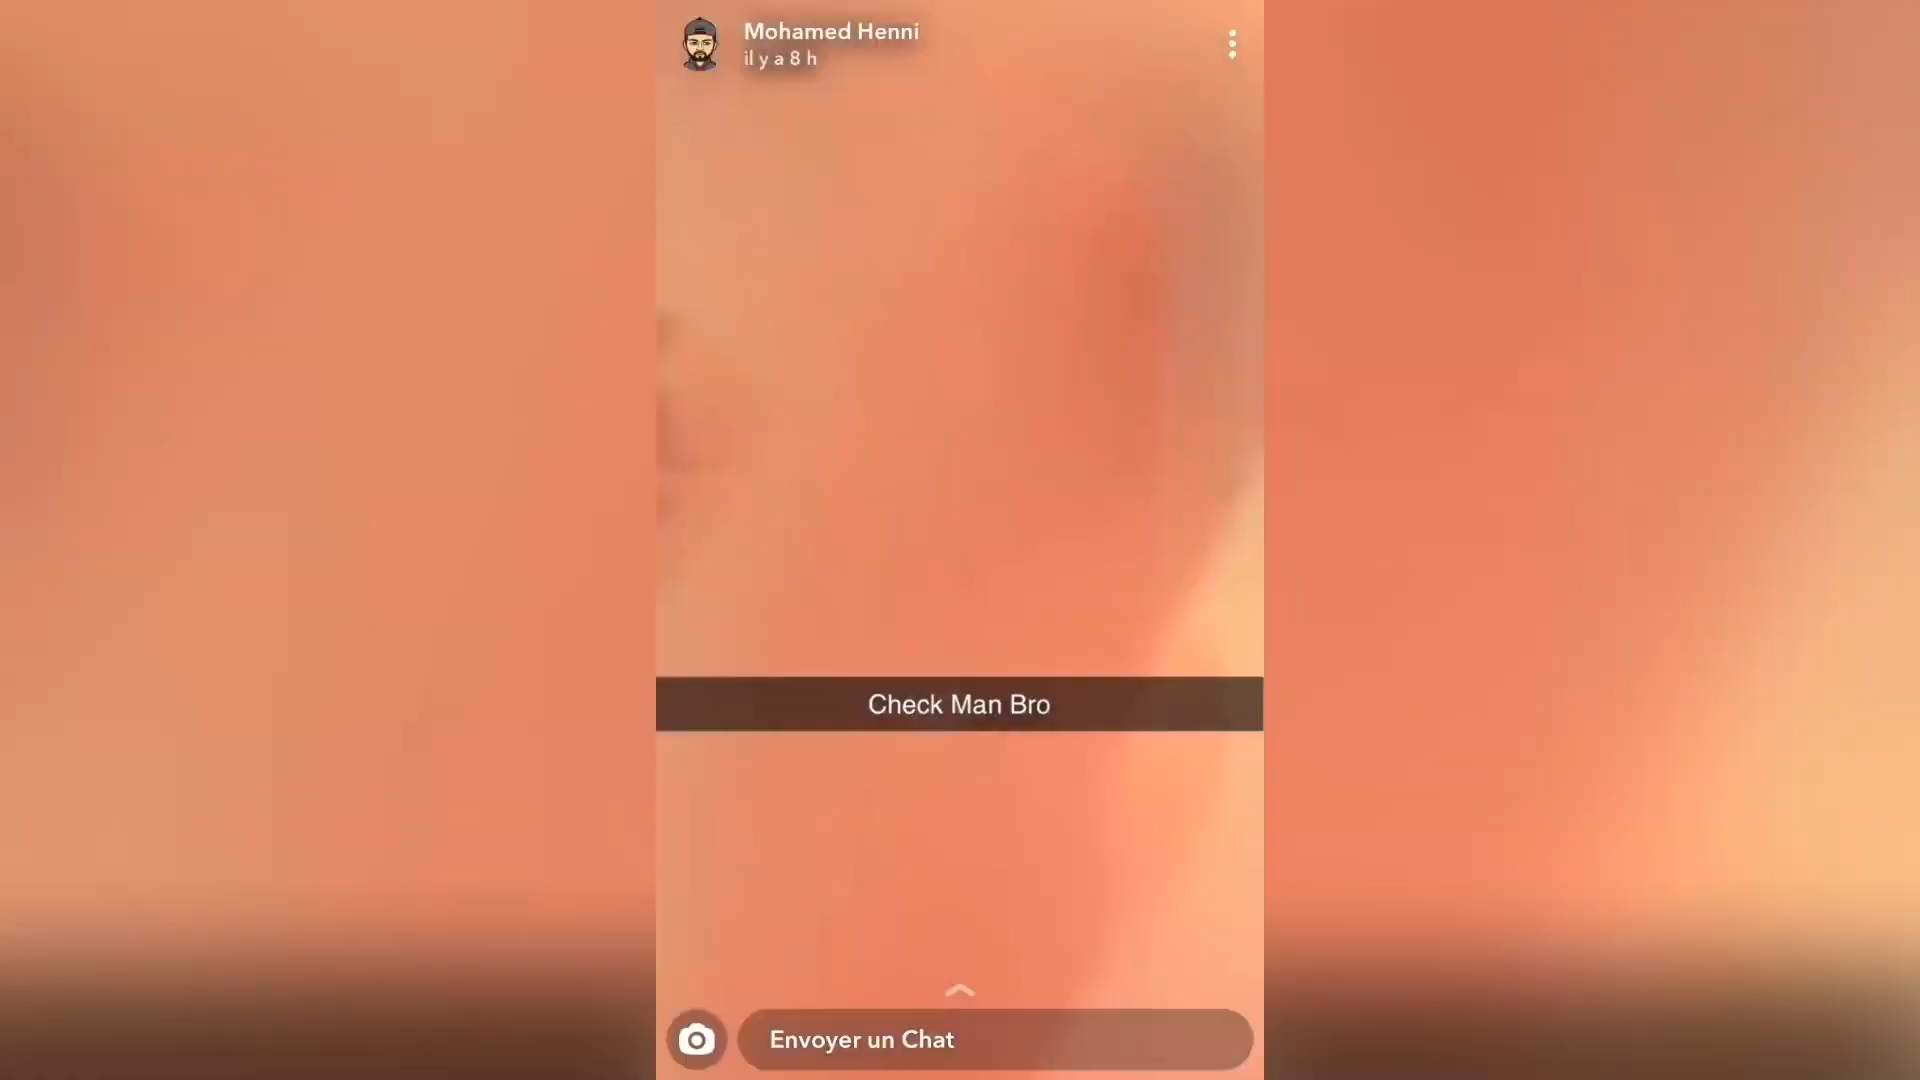 Mohamed Henni
il y a 8 h
Check Man Bro
Envoyer un Chat